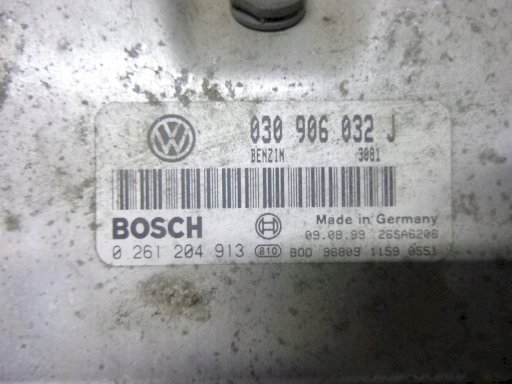 030 906 032 J
BENZIN 3081
BOSCH
Made in Germany
09.08.99 26SA6206
0 261 204 913 810 BOO 96809 1159 0551